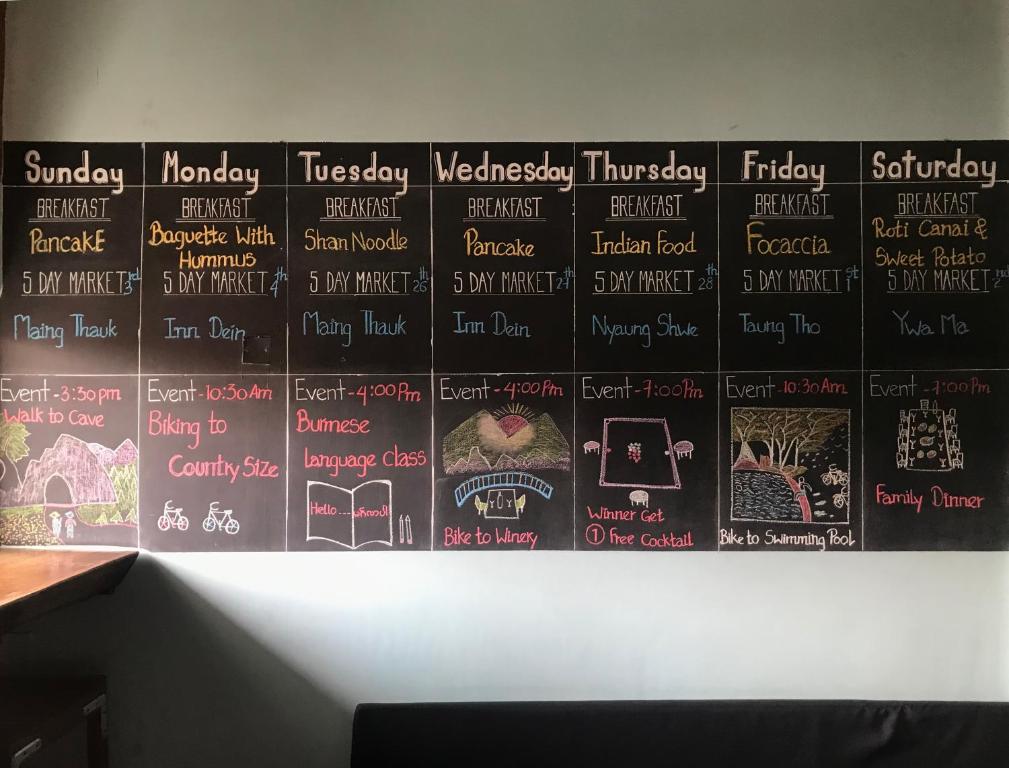 Sunday
BREAKFAST
Pancake
5 DAY MARKET 3rd
Maing Thauk
Event - 3:30 pm
Walk to Cave
Monday
BREAKFAST
Baguette With
Hummus
5 DAY MARKET 4th
Inn Dein
Event - 10:30 Am
Biking to
Country Size
Tuesday
BREAKFAST
Shan Noodle
5 DAY MARKET 26th
Maing Thauk
Event - 4:00 Pm
Burmese
Language Class
Hello ----
Wednesday
BREAKFAST
Pancake
5 DAY MARKET 27th
Inn Dein
Event - 4:00 Pm
Bike to Winery
Thursday
BREAKFAST
Indian Food
5 DAY MARKET 28th
Nyaung Shwe
Event - 7:00 Pm
Winner Get
① Free Cocktail
Friday
BREAKFAST
Focaccia
5 DAY MARKET 1st
Taung Tho
Event - 10:30 Am
Bike to Swimming Pool
Saturday
BREAKFAST
Roti Canai &
Sweet Potato
5 DAY MARKET 2nd
Ywa Ma
Event - 7:00 Pm
Family Dinner